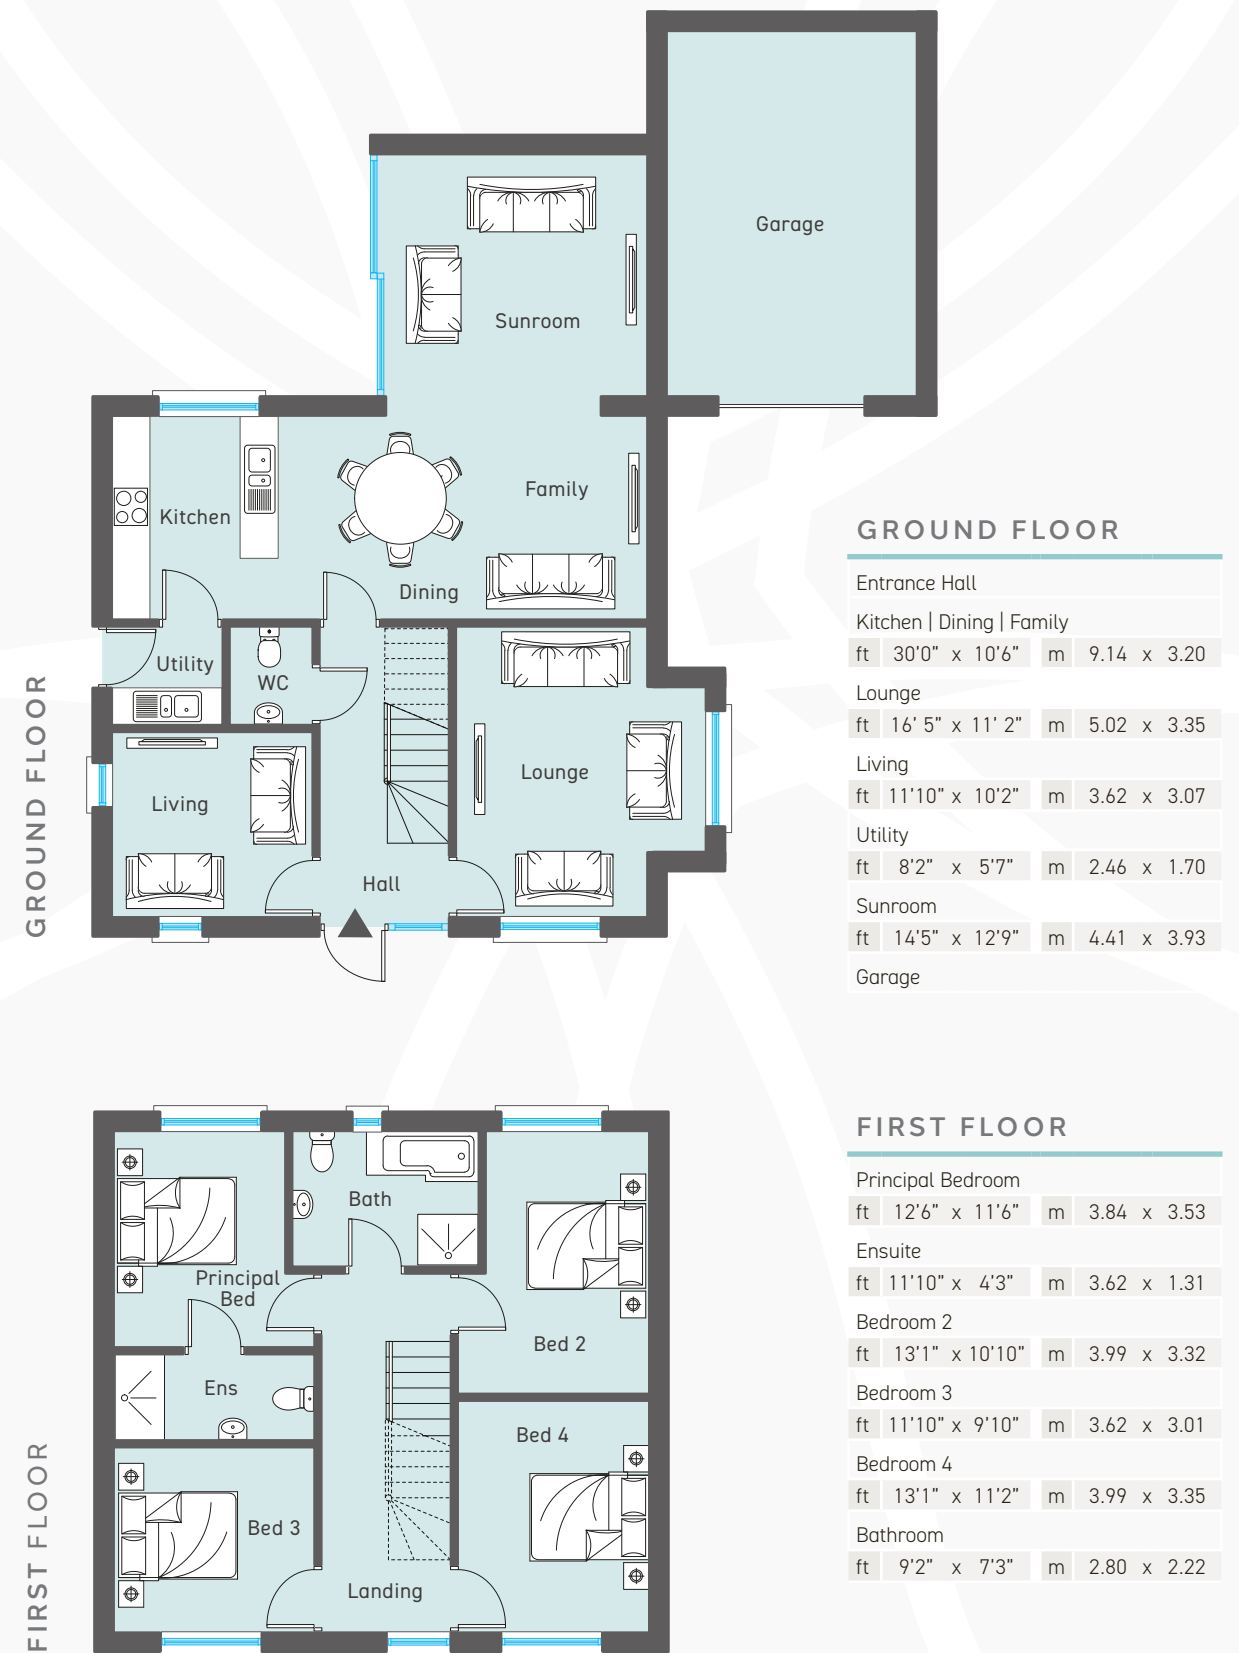 GROUND FLOOR
Garage
Sunroom
Family
Kitchen
Dining
Utility
WC
Lounge
Living
Hall
GROUND FLOOR
Entrance Hall
Kitchen | Dining | Family
ft 30'0" x 10'6" m 9.14 x 3.20
Lounge
ft 16' 5" x 11' 2" m 5.02 x 3.35
Living
ft 11'10" x 10'2" m 3.62 x 3.07
Utility
ft 8'2" x 5'7" m 2.46 x 1.70
Sunroom
ft 14'5" x 12'9" m 4.41 x 3.93
Garage
FIRST FLOOR
Bath
Principal
Bed
Bed 2
Ens
Bed 4
Bed 3
Landing
FIRST FLOOR
Principal Bedroom
ft 12'6" x 11'6" m 3.84 x 3.53
Ensuite
ft 11'10" x 4'3" m 3.62 x 1.31
Bedroom 2
ft 13'1" x 10'10" m 3.99 x 3.32
Bedroom 3
ft 11'10" x 9'10" m 3.62 x 3.01
Bedroom 4
ft 13'1" x 11'2" m 3.99 x 3.35
Bathroom
ft 9'2" x 7'3" m 2.80 x 2.22